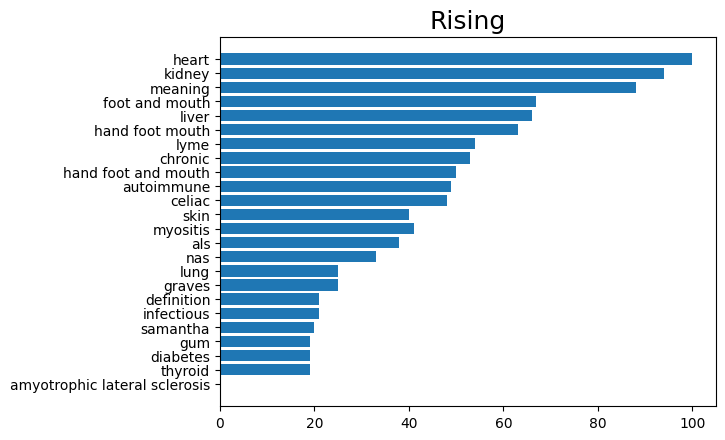 Rising
heart
kidney
meaning
foot and mouth
liver
hand foot mouth
lyme
chronic
hand foot and mouth
autoimmune
celiac
skin
myositis
als
nas
lung
graves
definition
infectious
samantha
gum
diabetes
thyroid
amyotrophic lateral sclerosis
0 20 40 60 80 100